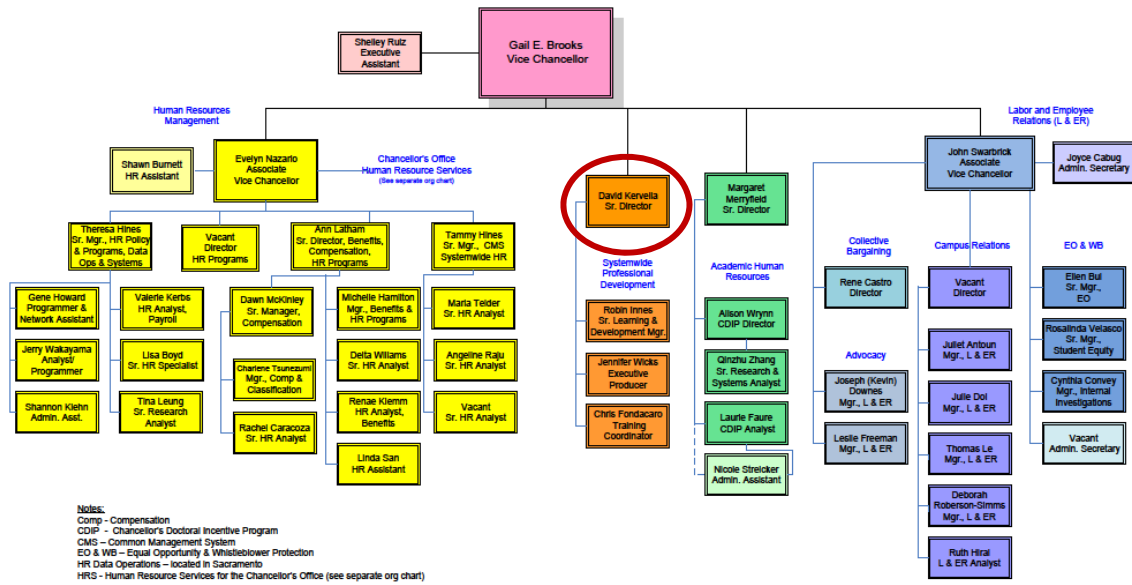 Shelley Ruiz
Executive
Assistant
Gail E. Brooks
Vice Chancellor
Human Resources
Management
Labor and Employee
Relations (L & ER)
Shawn Burnett
HR Assistant
Evelyn Nazario
Associate
Vice Chancellor
Chancellor's Office
Human Resource Services
(See separate org chart)
David Kervella
Sr. Director
Margaret
Merryfield
Sr. Director
John Swarbrick
Associate
Vice Chancellor
Joyce Cabug
Admin. Secretary
Theresa Hines
Sr. Mgr., HR Policy
& Programs, Data
Ops & Systems
Vacant
Director
HR Programs
Ann Latham
Sr. Director, Benefits,
Compensation,
HR Programs
Tammy Hines
Sr. Mgr., CMS
Systemwide HR
Gene Howard
Programmer &
Network Assistant
Valerie Kerbs
HR Analyst,
Payroll
Dawn McKinley
Sr. Manager,
Compensation
Michelle Hamilton
Mgr., Benefits &
HR Programs
Maria Telder
Sr. HR Analyst
Jerry Wakayama
Analyst/
Programmer
Lisa Boyd
Sr. HR Specialist
Charlene Tsunezumi
Mgr., Comp &
Classification
Delta Williams
Sr. HR Analyst
Angeline Raju
Sr. HR Analyst
Shannon Kiehn
Admin. Asst.
Tina Leung
Sr. Research
Analyst
Rachel Caracoza
Sr. HR Analyst
Renae Klemm
HR Analyst,
Benefits
Vacant
Sr. HR Analyst
Linda San
HR Assistant
Systemwide
Professional
Development
Robin Innes
Sr. Learning &
Development Mgr.
Jennifer Wicks
Executive
Producer
Chris Fondacaro
Training
Coordinator
Academic Human
Resources
Alison Wrynn
CDIP Director
Qinzhu Zhang
Sr. Research &
Systems Analyst
Laurie Faure
CDIP Analyst
Nicole Streicker
Admin. Assistant
Collective
Bargaining
Rene Castro
Director
Advocacy
Joseph (Kevin)
Downes
Mgr., L & ER
Leslie Freeman
Mgr., L & ER
Campus Relations
Vacant
Director
Juliet Antoun
Mgr., L & ER
Julie Dol
Mgr., L & ER
Thomas Le
Mgr., L & ER
Deborah
Roberson-Simms
Mgr., L & ER
Ruth Hirai
L & ER Analyst
EO & WB
Ellen Bui
Sr. Mgr.,
EO
Rosalinda Velasco
Sr. Mgr.,
Student Equity
Cynthia Convey
Mgr., Internal
Investigations
Vacant
Admin. Secretary
Notes:
Comp - Compensation
CDIP - Chancellor's Doctoral Incentive Program
CMS – Common Management System
EO & WB – Equal Opportunity & Whistleblower Protection
HR Data Operations – located in Sacramento
HRS - Human Resource Services for the Chancellor's Office (see separate org chart)